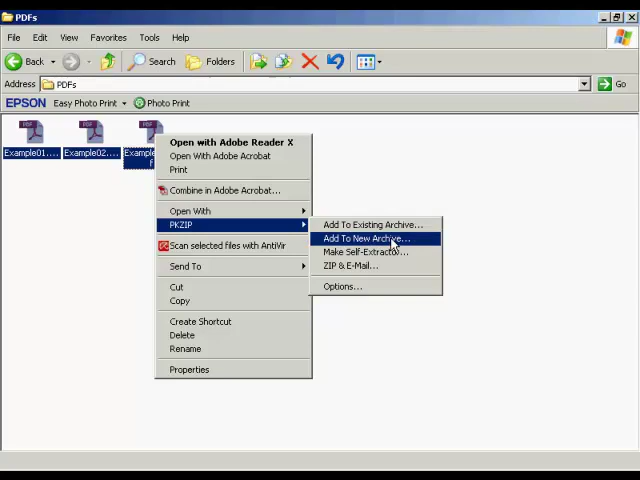 PDFs
File Edit View Favorites Tools Help
Back Search Folders
Address PDFs Go
EPSON Easy Photo Print Photo Print
PDF PDF PDF
Example01.... Example02....
Open with Adobe Reader X
Open With Adobe Acrobat
Print
Combine in Adobe Acrobat...
Open With
PKZIP
Scan selected files with AntiVir
Send To
Cut
Copy
Create Shortcut
Delete
Rename
Properties
Add To Existing Archive...
Add To New Archive...
Make Self-Extractor...
ZIP & E-Mail...
Options...